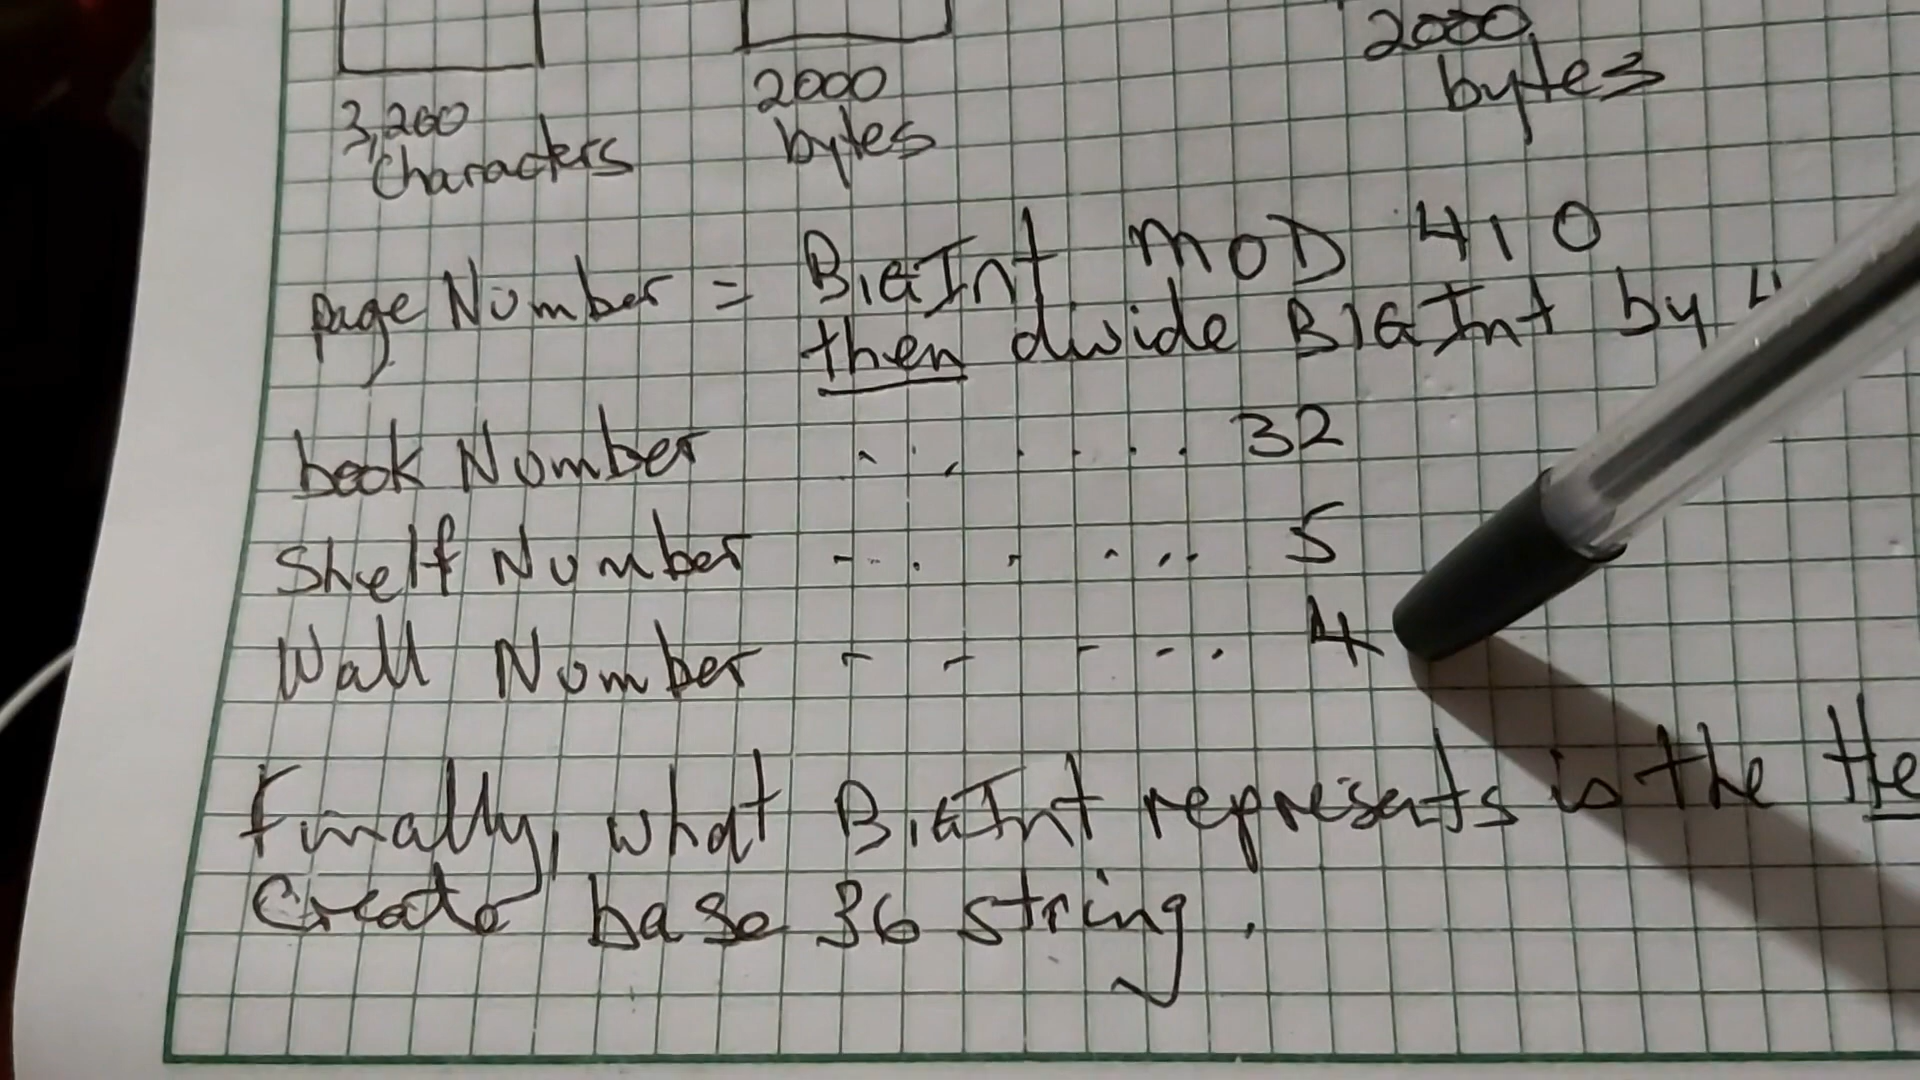 3,200
Characters
2000
bytes
2000
bytes
page Number = BIGInt MOD 410
then divide BIGInt by
book Number . . . . . . . 32
Shelf Number - . . . . . . 5
Wall Number - - - - . . 4
Finally, what BIGInt represents is the He
Create base 36 string.